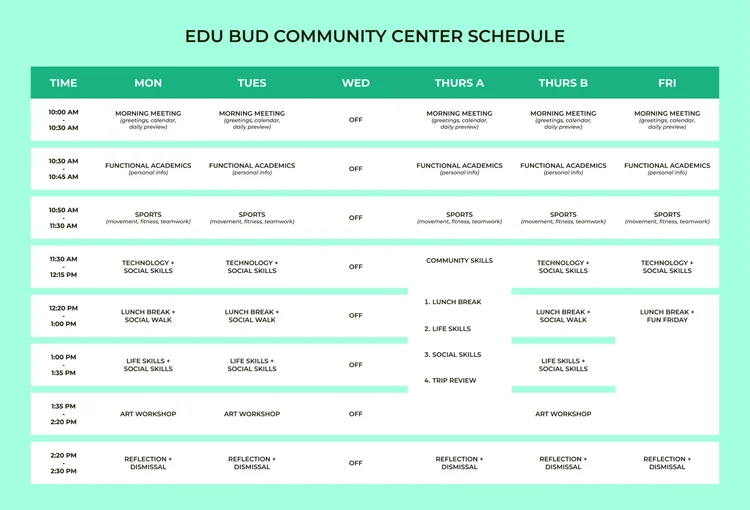 EDU BUD COMMUNITY CENTER SCHEDULE
TIME MON TUES WED THURS A THURS B FRI
10:00 AM
-
10:30 AM
MORNING MEETING
(greetings, calendar,
daily preview)
MORNING MEETING
(greetings, calendar,
daily preview)
OFF
MORNING MEETING
(greetings, calendar,
daily preview)
MORNING MEETING
(greetings, calendar,
daily preview)
MORNING MEETING
(greetings, calendar,
daily preview)
10:30 AM
-
10:45 AM
FUNCTIONAL ACADEMICS
(personal info)
FUNCTIONAL ACADEMICS
(personal info)
OFF
FUNCTIONAL ACADEMICS
(personal info)
FUNCTIONAL ACADEMICS
(personal info)
FUNCTIONAL ACADEMICS
(personal info)
10:50 AM
-
11:30 AM
SPORTS
(movement, fitness, teamwork)
SPORTS
(movement, fitness, teamwork)
OFF
SPORTS
(movement, fitness, teamwork)
SPORTS
(movement, fitness, teamwork)
SPORTS
(movement, fitness, teamwork)
11:30 AM
-
12:15 PM
TECHNOLOGY +
SOCIAL SKILLS
TECHNOLOGY +
SOCIAL SKILLS
OFF
COMMUNITY SKILLS
1. LUNCH BREAK
2. LIFE SKILLS
3. SOCIAL SKILLS
4. TRIP REVIEW
TECHNOLOGY +
SOCIAL SKILLS
TECHNOLOGY +
SOCIAL SKILLS
12:20 PM
-
1:00 PM
LUNCH BREAK +
SOCIAL WALK
LUNCH BREAK +
SOCIAL WALK
OFF
LUNCH BREAK +
SOCIAL WALK
LUNCH BREAK +
FUN FRIDAY
1:00 PM
-
1:35 PM
LIFE SKILLS +
SOCIAL SKILLS
LIFE SKILLS +
SOCIAL SKILLS
OFF
LIFE SKILLS +
SOCIAL SKILLS
1:35 PM
-
2:20 PM
ART WORKSHOP
ART WORKSHOP
OFF
ART WORKSHOP
2:20 PM
-
2:30 PM
REFLECTION +
DISMISSAL
REFLECTION +
DISMISSAL
OFF
REFLECTION +
DISMISSAL
REFLECTION +
DISMISSAL
REFLECTION +
DISMISSAL